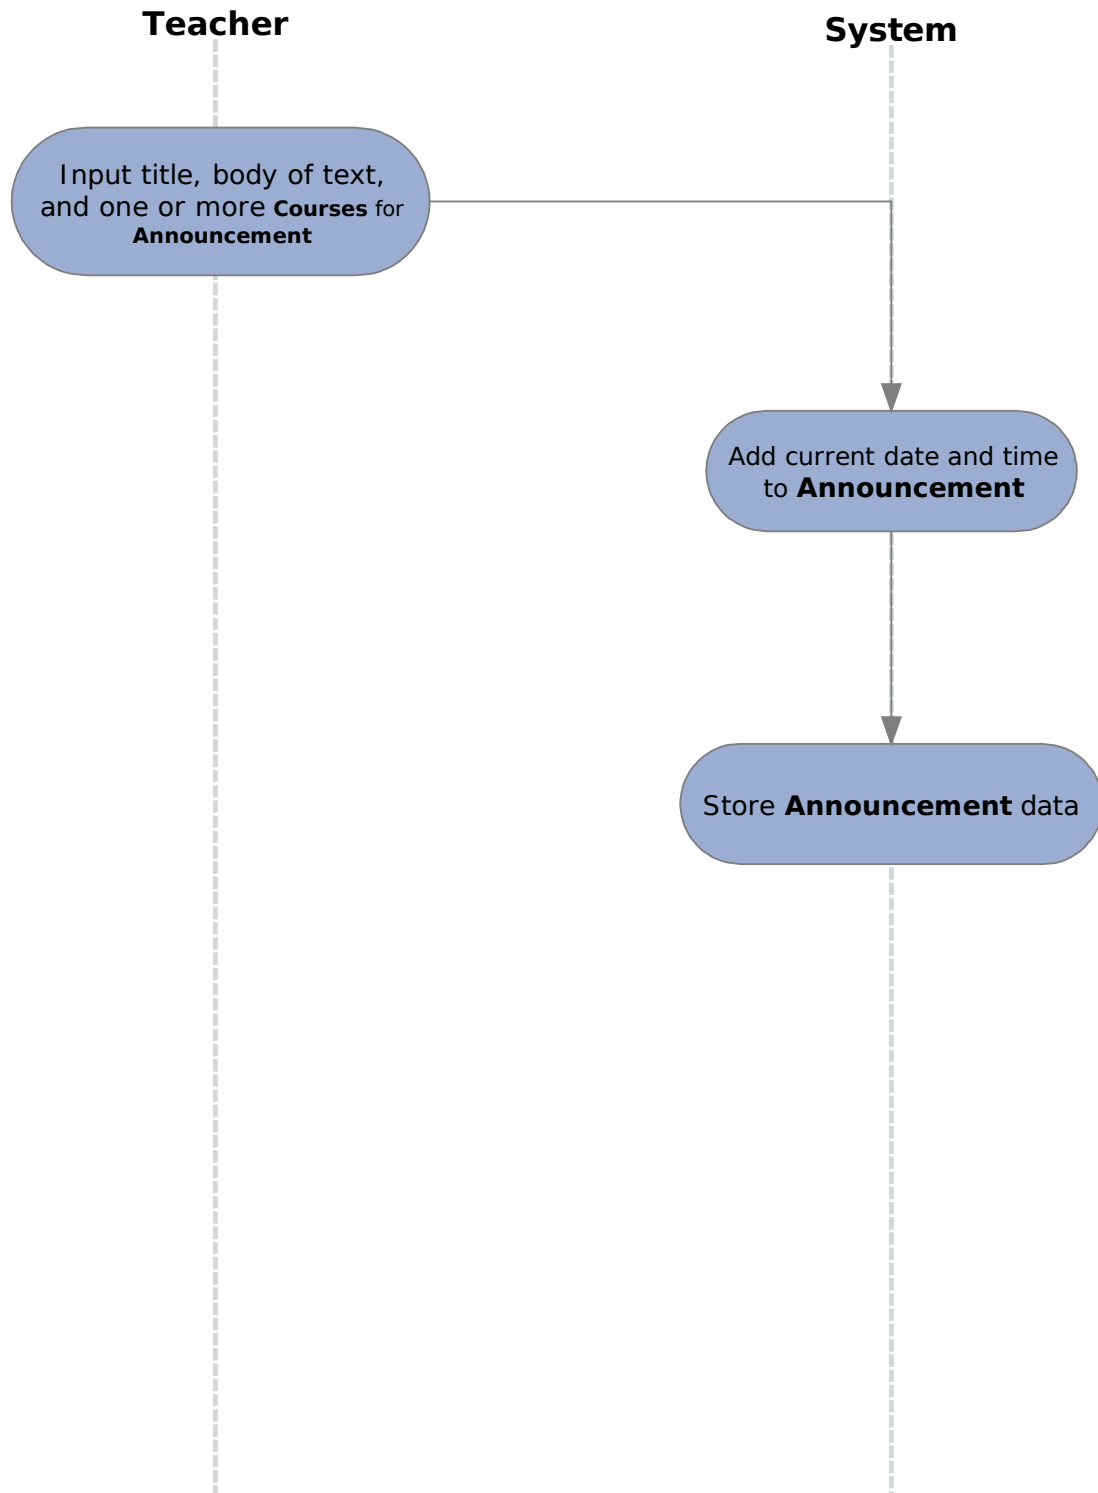 Teacher
System
Input title, body of text,
and one or more Courses for
Announcement
Add current date and time
to Announcement
Store Announcement data